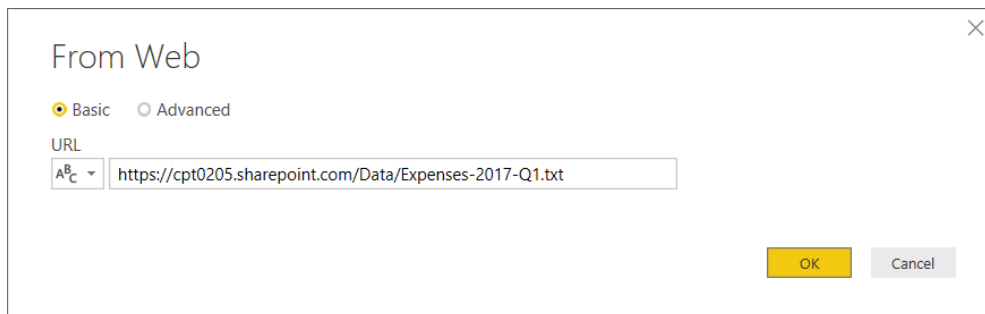 From Web
Basic Advanced
URL
ABC https://cpt0205.sharepoint.com/Data/Expenses-2017-Q1.txt
OK Cancel